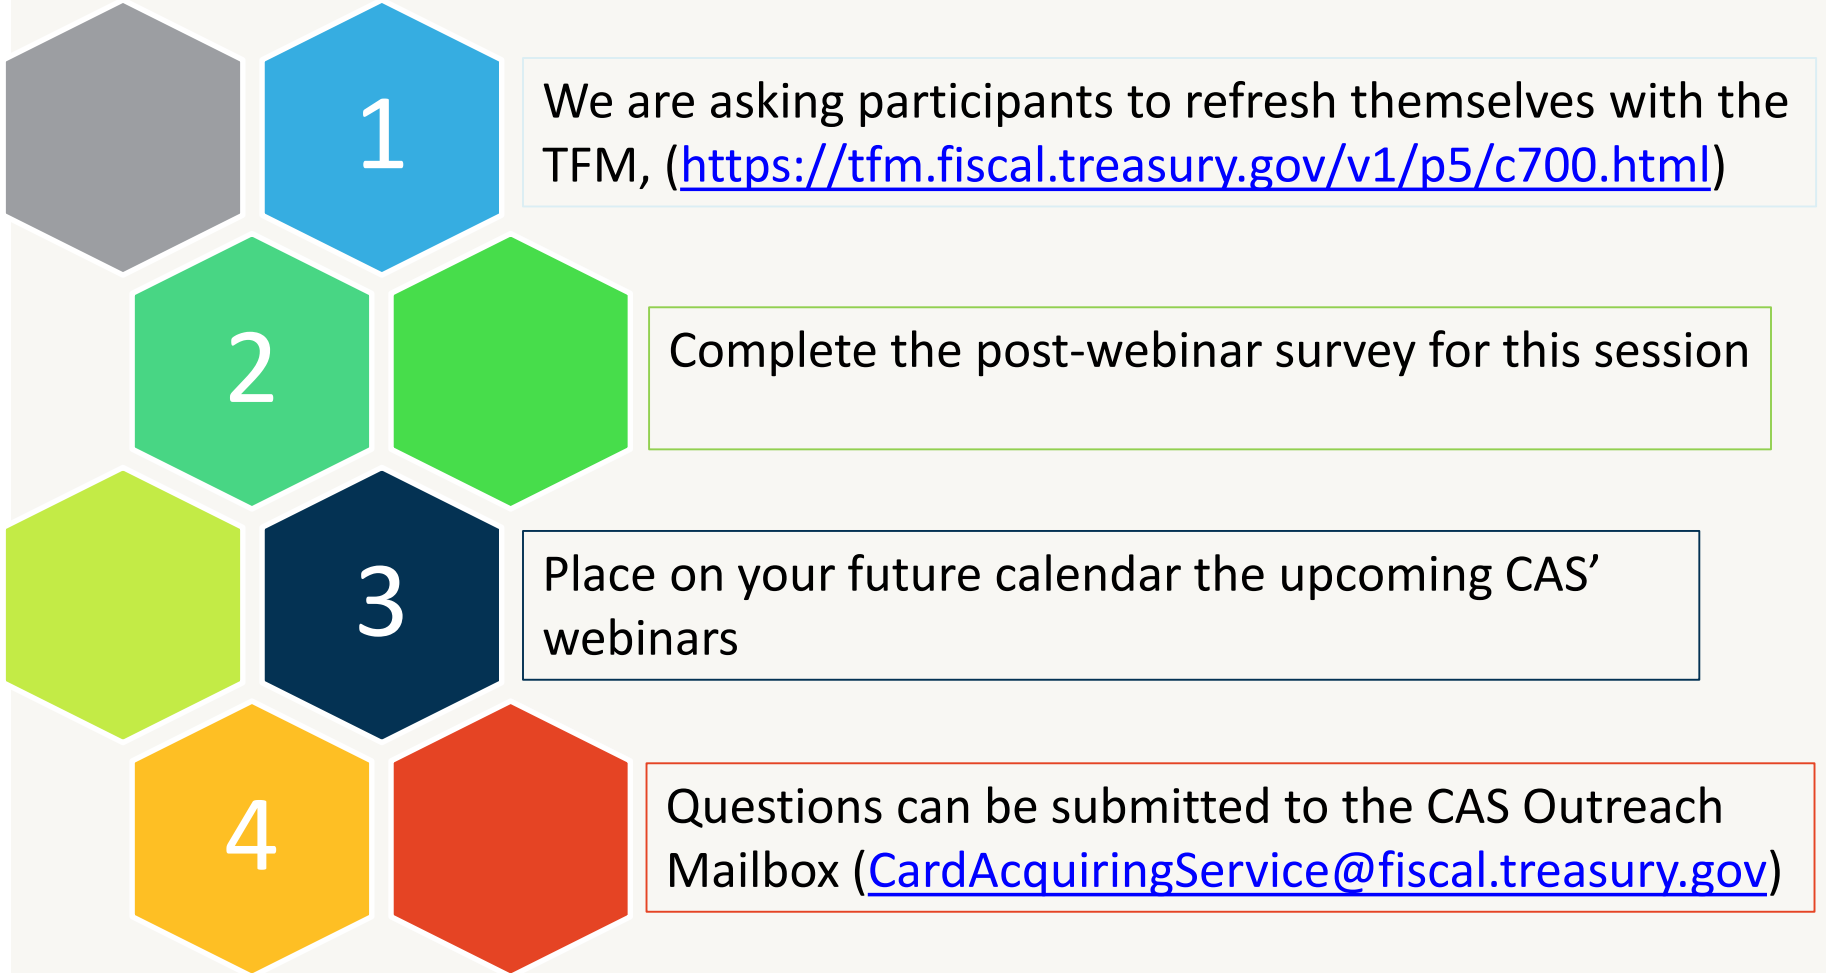 1
We are asking participants to refresh themselves with the
TFM, (https://tfm.fiscal.treasury.gov/v1/p5/c700.html)
2
Complete the post-webinar survey for this session
3
Place on your future calendar the upcoming CAS’
webinars
4
Questions can be submitted to the CAS Outreach
Mailbox (CardAcquiringService@fiscal.treasury.gov)